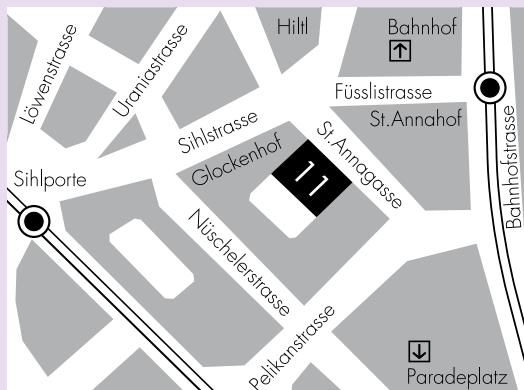 Hiltl
Bahnhof
Löwenstrasse
Uraniastrasse
Füsslistrasse
Sihlstrasse
St.Annahof
Glockenhof
St.Annagasse
11
Bahnhofstrasse
Sihlporte
Nüschelerstrasse
Pelikanstrasse
Paradeplatz